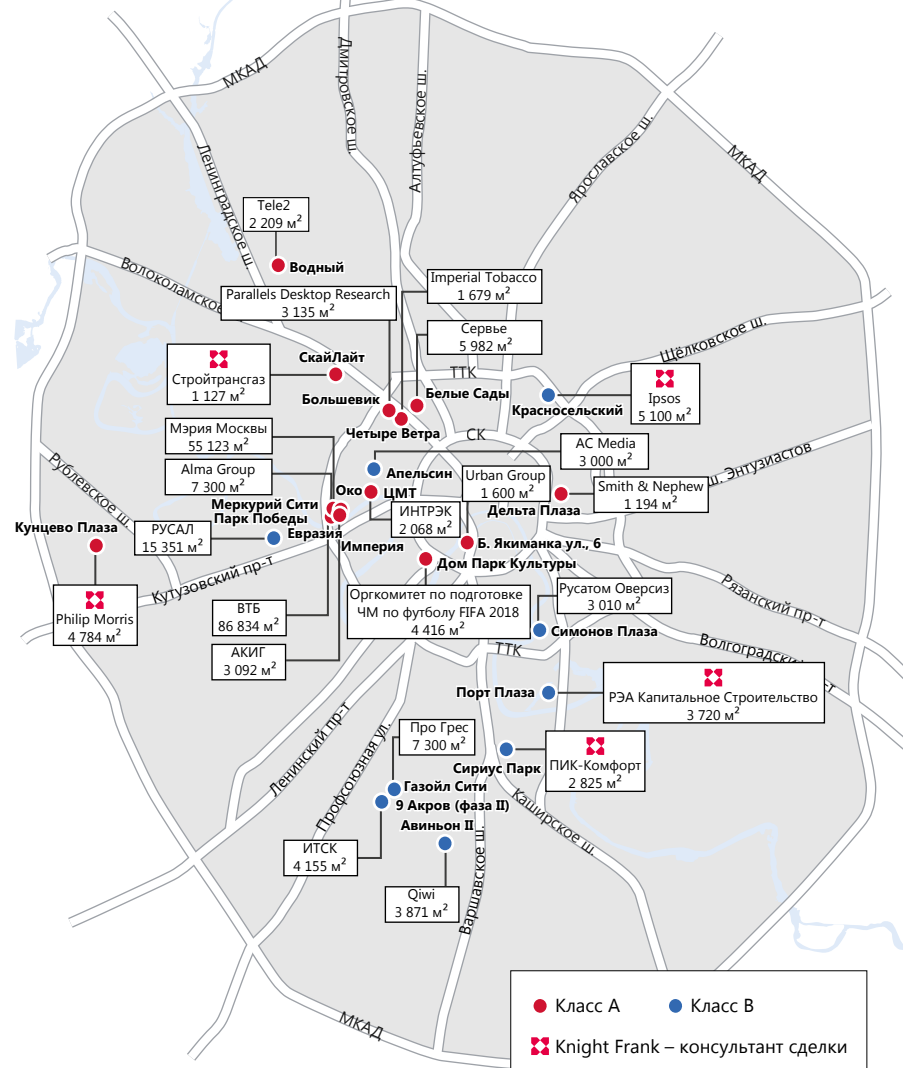 МКАД
Дмитровское ш.
Алтуфьевское ш.
Ярославское ш.
МКАД
Ленинградское ш.
Tele2
2 209 м²
Водный
Волоколамское
Imperial Tobacco
1 679 м²
Parallels Desktop Research
3 135 м²
Сервье
5 982 м²
Щёлковское ш.
СкайЛайт
Стройтрансгаз
1 127 м²
ТТК
Белые Сады
Большевик
Красносельский
Ipsos
5 100 м²
Четыре Ветра
СК
Мэрия Москвы
55 123 м²
AC Media
3 000 м²
Alma Group
7 300 м²
Апельсин
Urban Group
1 600 м²
ш. Энтузиастов
Smith & Nephew
1 194 м²
Рублевское ш.
Око
ЦМТ
Дельта Плаза
Меркурий Сити
Парк Победы
ИНТРЭК
2 068 м²
Кунцево Плаза
РУСАЛ
15 351 м²
Евразия
Империя
Б. Якиманка ул., 6
Дом Парк Культуры
Кутузовский пр-т
Philip Morris
4 784 м²
ВТБ
86 834 м²
Оргкомитет по подготовке
ЧМ по футболу FIFA 2018
4 416 м²
Русатом Оверсиз
3 010 м²
Рязанский пр-т
Симонов Плаза
АКИГ
3 092 м²
ТТК
Волгоградский
-т
Порт Плаза
РЭА Капитальное Строительство
3 720 м²
Ленинский пр-т
Профсоюзная ул.
Про Грес
7 300 м²
Сириус Парк
ПИК-Комфорт
2 825 м²
Газойл Сити
9 Акров (фаза II)
Авиньон II
Каширское ш.
Варшавское ш.
ИТСК
4 155 м²
Qiwi
3 871 м²
МКАД
Класс А
Класс В
Knight Frank – консультант сделки